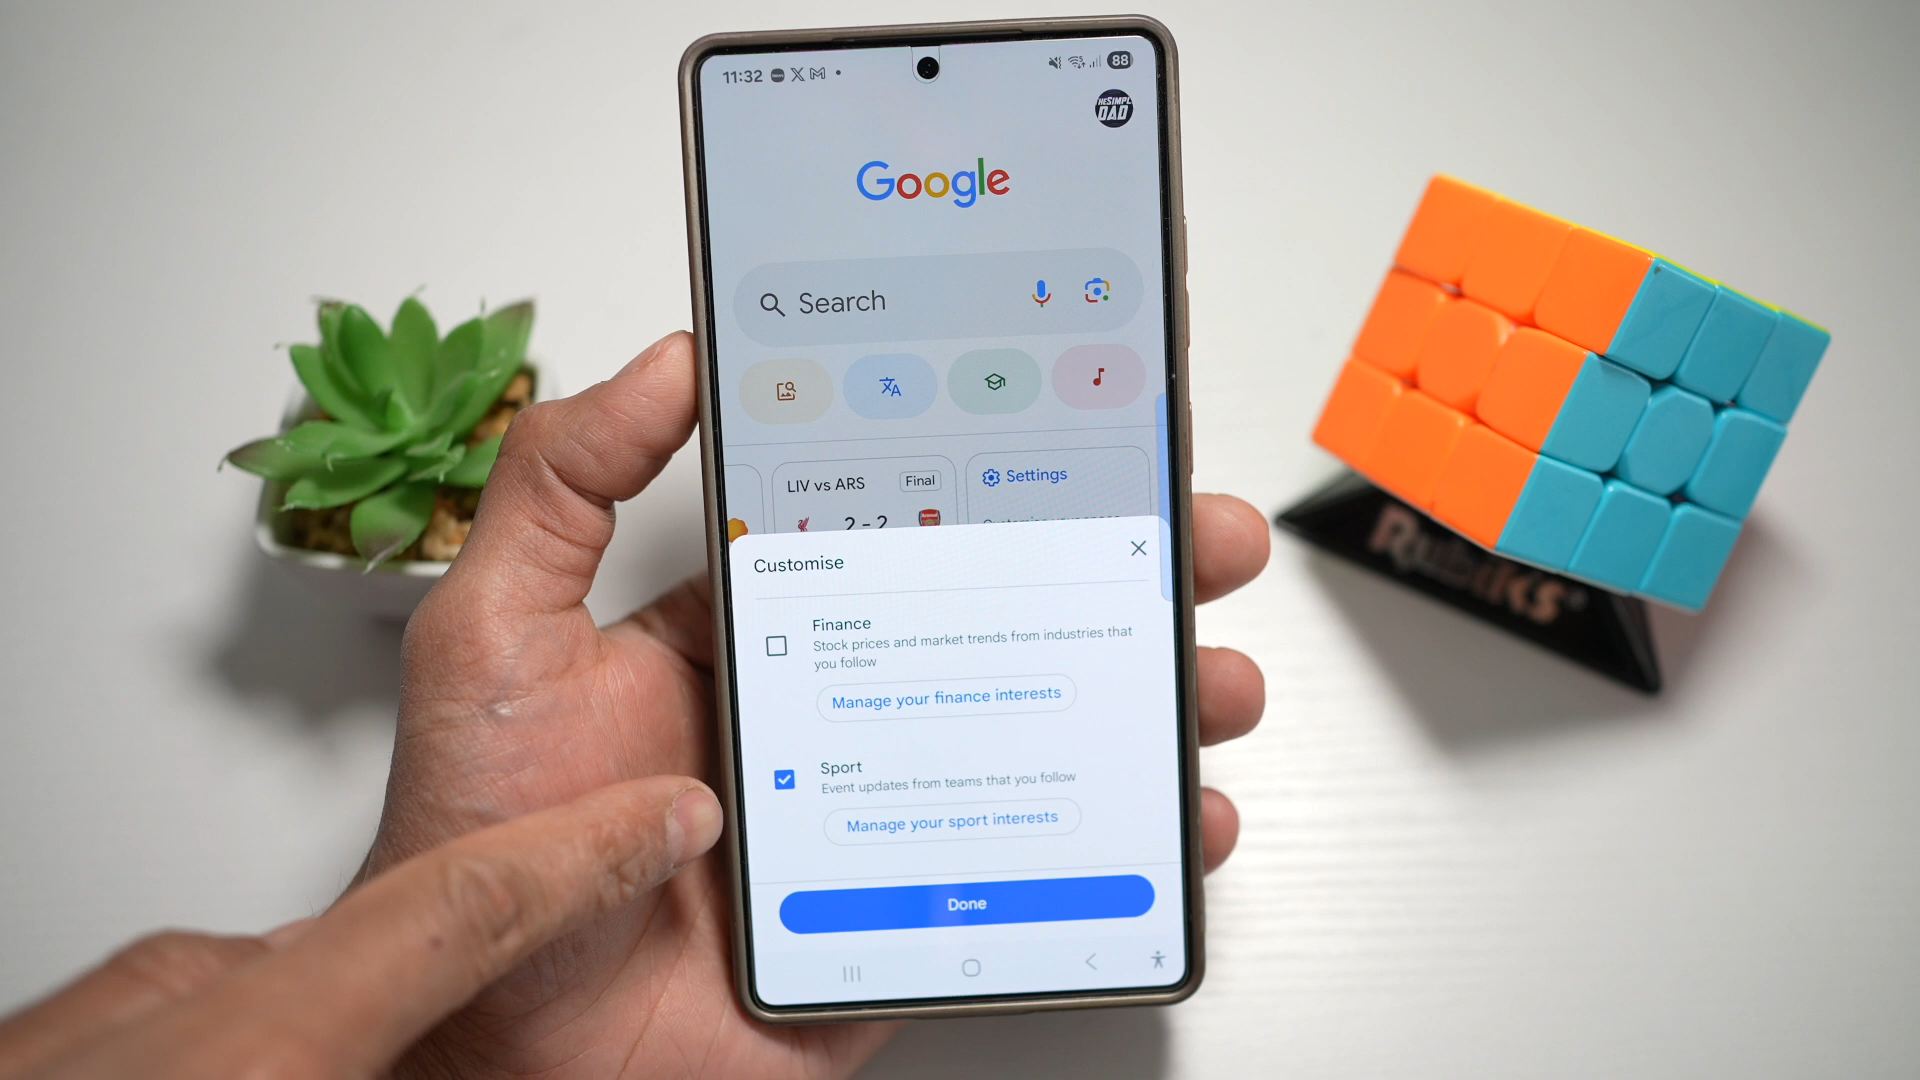 11:32
88
HESIMPL
DAD
Google
Search
LIV vs ARS
Final
Settings
2 - 2
Customise
Finance
Stock prices and market trends from industries that
you follow
Manage your finance interests
Sport
Event updates from teams that you follow
Manage your sport interests
Done
Rubiks